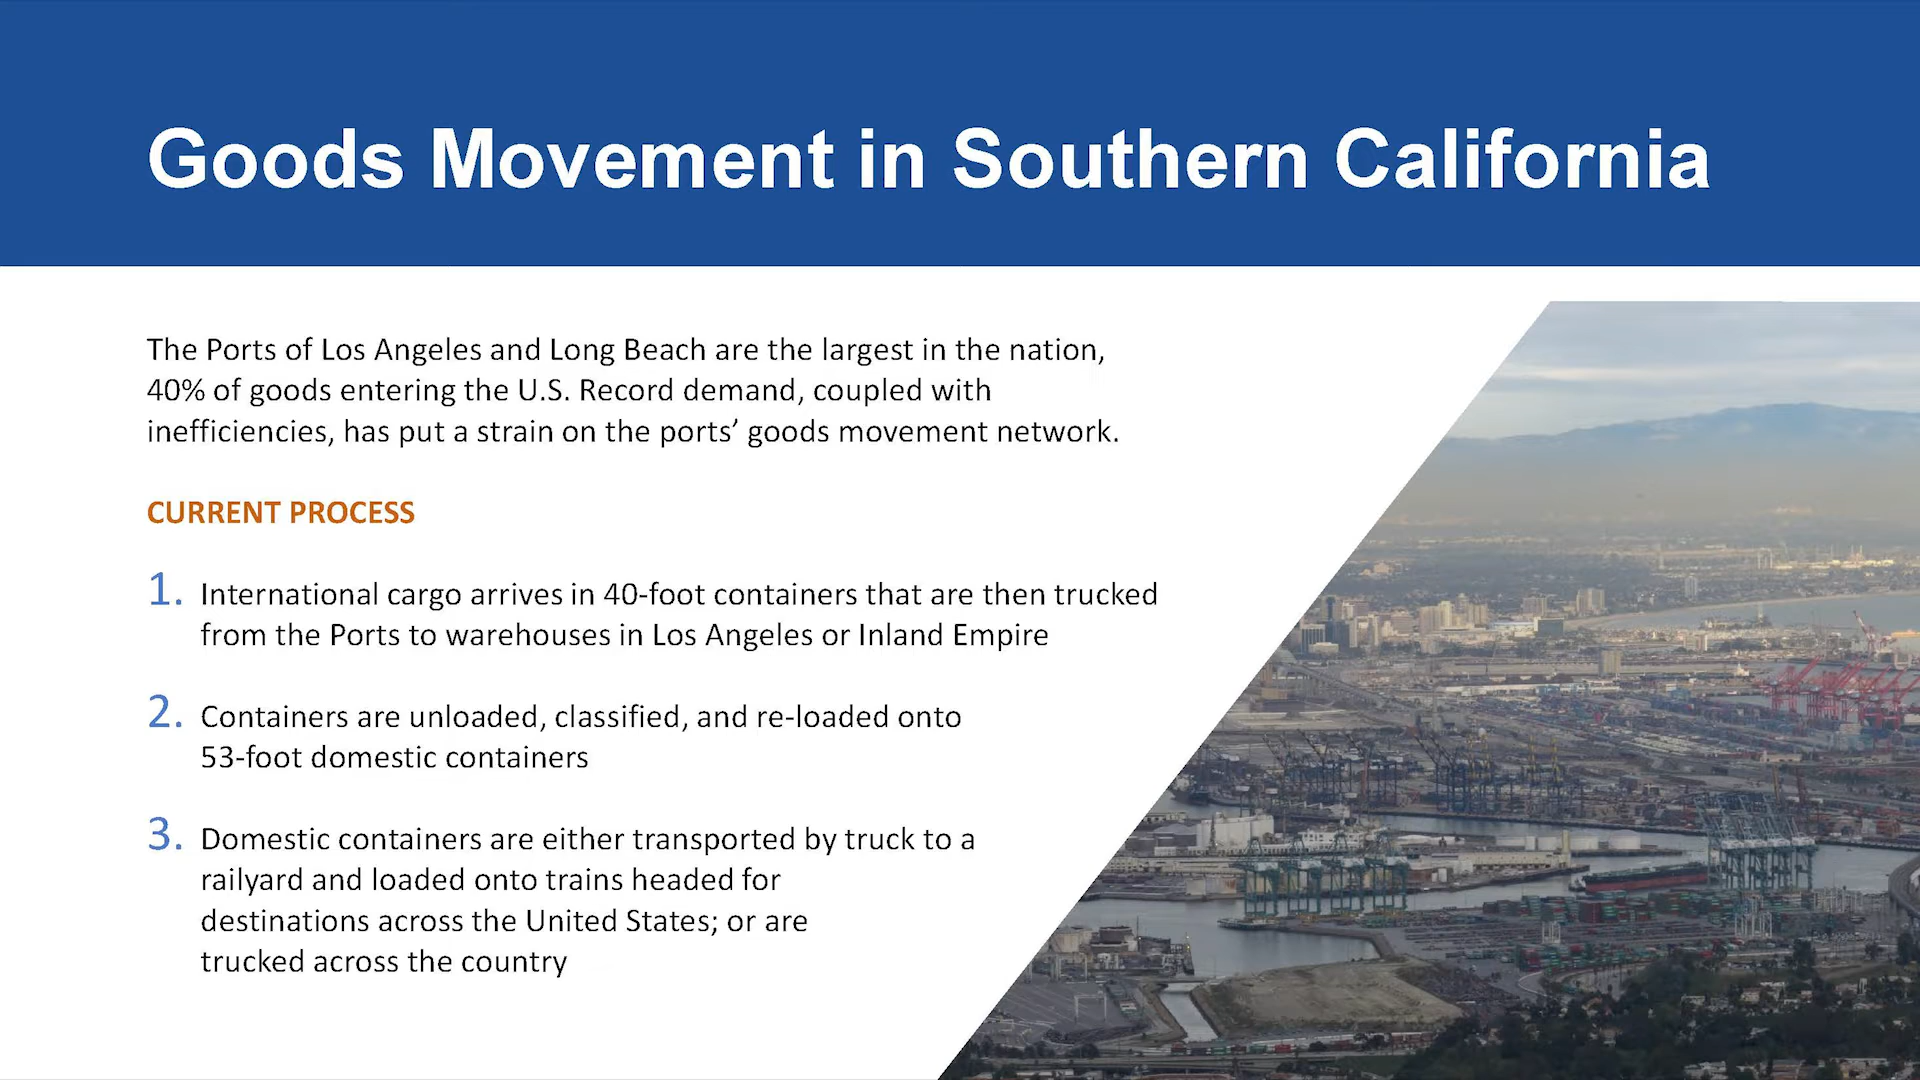 Goods Movement in Southern California
The Ports of Los Angeles and Long Beach are the largest in the nation,
40% of goods entering the U.S. Record demand, coupled with
inefficiencies, has put a strain on the ports’ goods movement network.
CURRENT PROCESS
1. International cargo arrives in 40-foot containers that are then trucked
from the Ports to warehouses in Los Angeles or Inland Empire
2. Containers are unloaded, classified, and re-loaded onto
53-foot domestic containers
3. Domestic containers are either transported by truck to a
railyard and loaded onto trains headed for
destinations across the United States; or are
trucked across the country